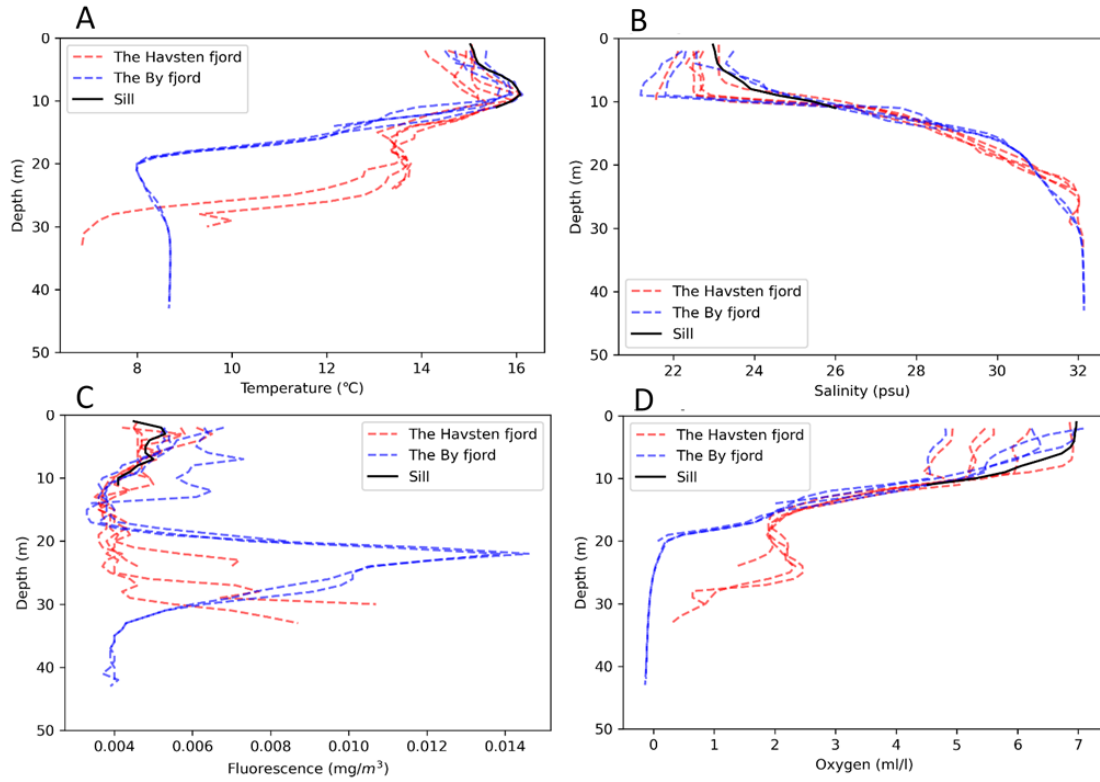 A
0
10
20
30
40
50
Depth (m)
The Havsten fjord
The By fjord
Sill
8
10
12
14
16
Temperature (°C)
B
0
10
20
30
40
50
Depth (m)
The Havsten fjord
The By fjord
Sill
22
24
26
28
30
32
Salinity (psu)
C
0
10
20
30
40
50
Depth (m)
The Havsten fjord
The By fjord
Sill
0.004
0.006
0.008
0.010
0.012
0.014
Fluorescence (mg/m³)
D
0
10
20
30
40
50
Depth (m)
The Havsten fjord
The By fjord
Sill
0
1
2
3
4
5
6
7
Oxygen (ml/l)